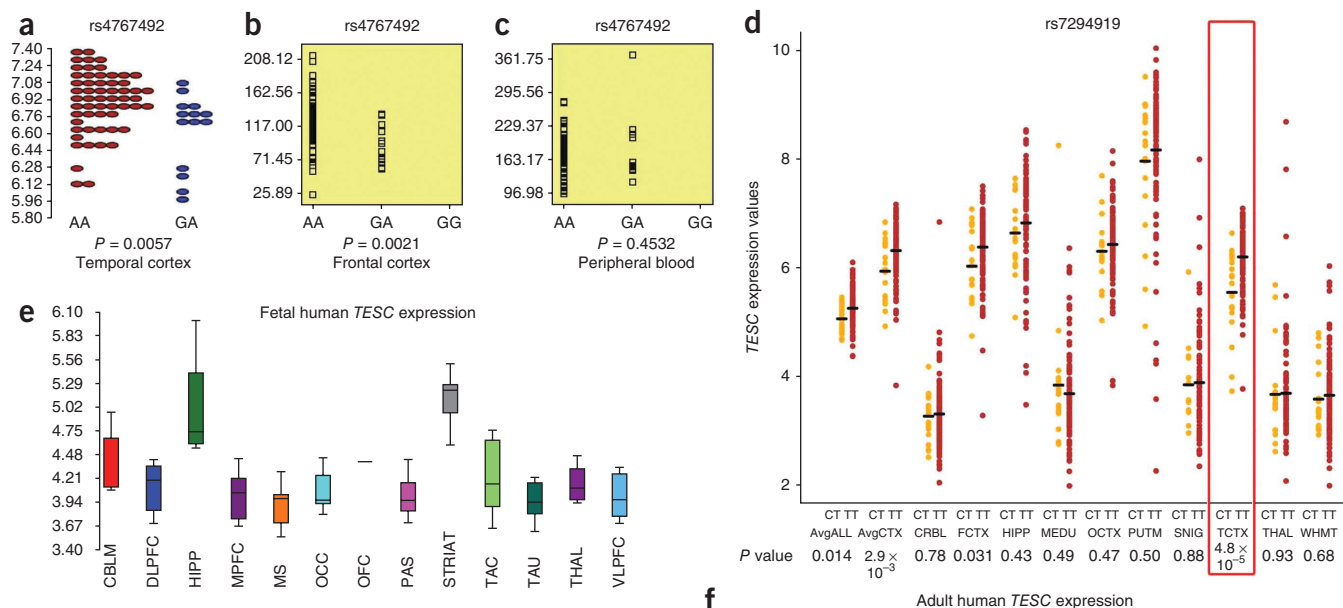 a
rs4767492
7.40
7.24
7.08
6.92
6.76
6.60
6.44
6.28
6.12
5.96
5.80
AA GA
P = 0.0057
Temporal cortex
b
rs4767492
208.12
162.56
117.00
71.45
25.89
AA GA GG
P = 0.0021
Frontal cortex
c
rs4767492
361.75
295.56
229.37
163.17
96.98
AA GA GG
P = 0.4532
Peripheral blood
d
rs7294919
TESC expression values
10
8
6
4
2
CT TT CT TT CT TT CT TT CT TT CT TT CT TT CT TT CT TT CT TT CT TT CT TT
AvgALL AvgCTX CRBL FCTX HIPP MEDU OCTX PUTM SNIG TCTX THAL WHMT
P value 0.014 2.9 × 10⁻³ 0.78 0.031 0.43 0.49 0.47 0.50 0.88 4.8 × 10⁻⁵ 0.93 0.68
e
Fetal human TESC expression
6.10
5.83
5.56
5.29
5.02
4.75
4.48
4.21
3.94
3.67
3.40
CBLM DLPFC HIPP MPFC MS OCC OFC PAS STRIAT TAC TAU THAL VLPFC
f
Adult human TESC expression